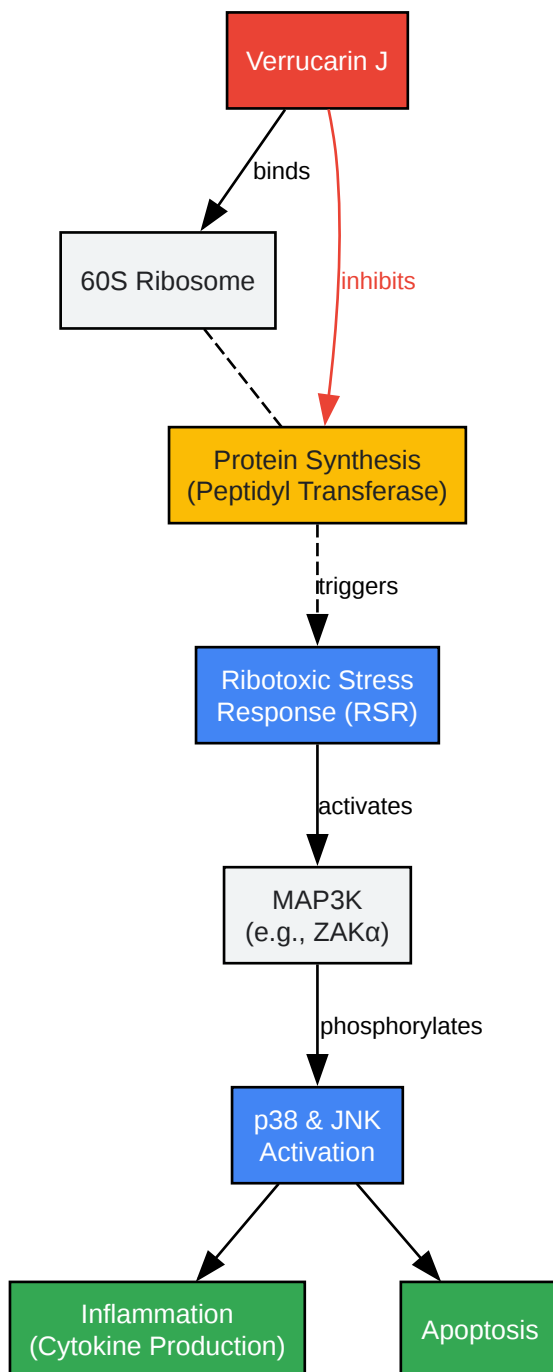 Verrucarin J
binds
60S Ribosome
inhibits
Protein Synthesis
(Peptidyl Transferase)
triggers
Ribotoxic Stress
Response (RSR)
activates
MAP3K
(e.g., ZAKα)
phosphorylates
p38 & JNK
Activation
Inflammation
(Cytokine Production)
Apoptosis